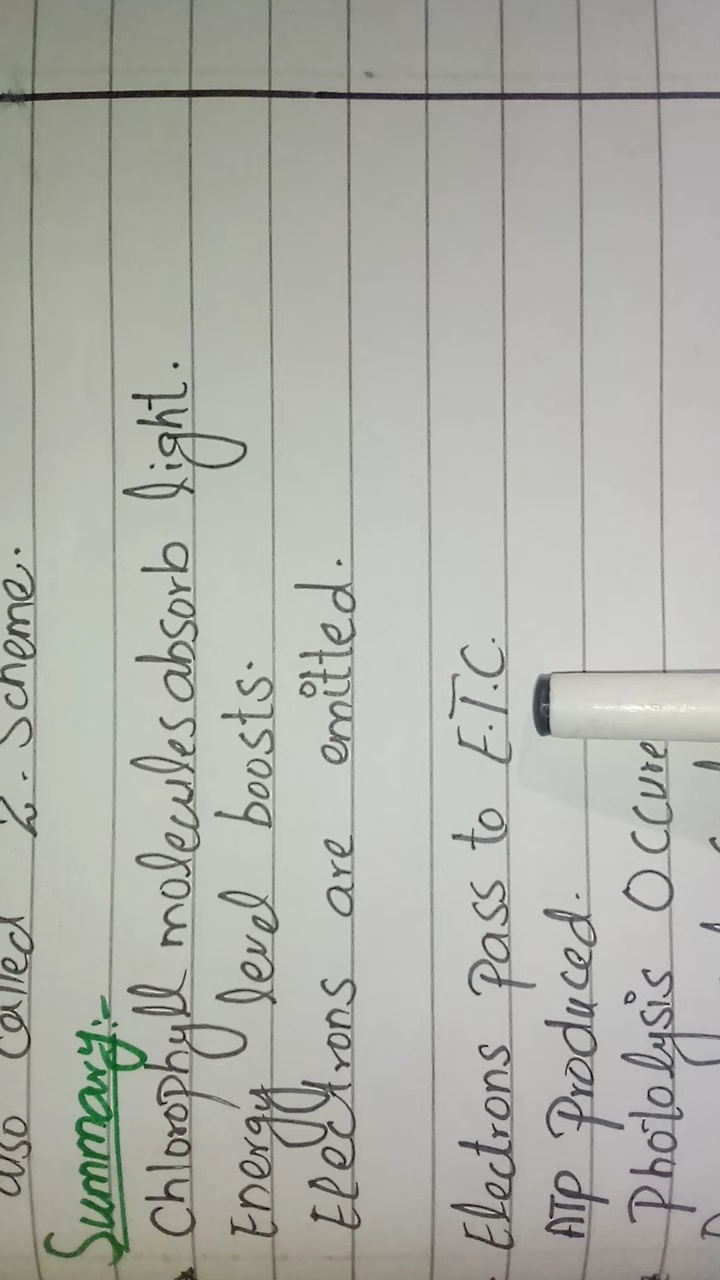 also called Z-Scheme.
Summary:-
Chlorophyll molecules absorb light.
Energy level boosts.
Electrons are emitted.
Electrons Pass to E.T.C.
ATP Produced.
Photolysis Occure